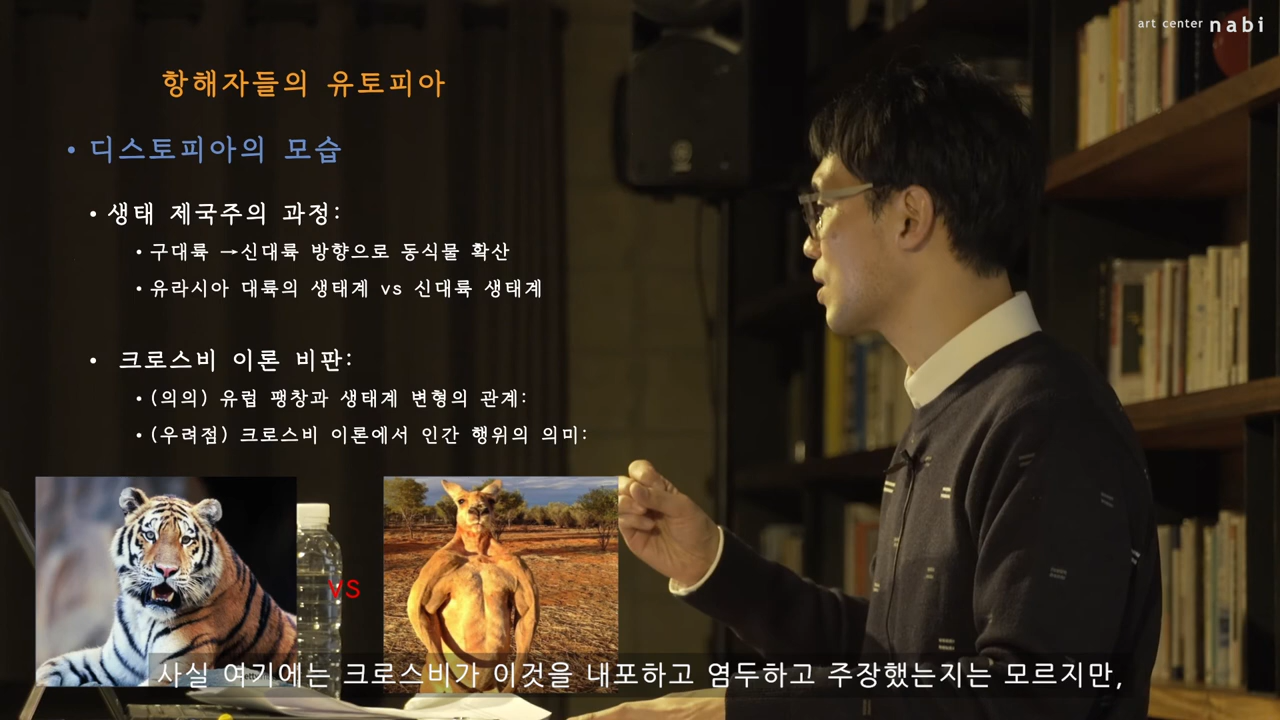 art center nabi
항해자들의 유토피아
• 디스토피아의 모습
• 생태 제국주의 과정:
• 구대륙 →신대륙 방향으로 동식물 확산
• 유라시아 대륙의 생태계 vs 신대륙 생태계
• 크로스비 이론 비판:
• (의의) 유럽 팽창과 생태계 변형의 관계:
• (우려점) 크로스비 이론에서 인간 행위의 의미:
vs
사실 여기에는 크로스비가 이것을 내포하고 염두하고 주장했는지는 모르지만,